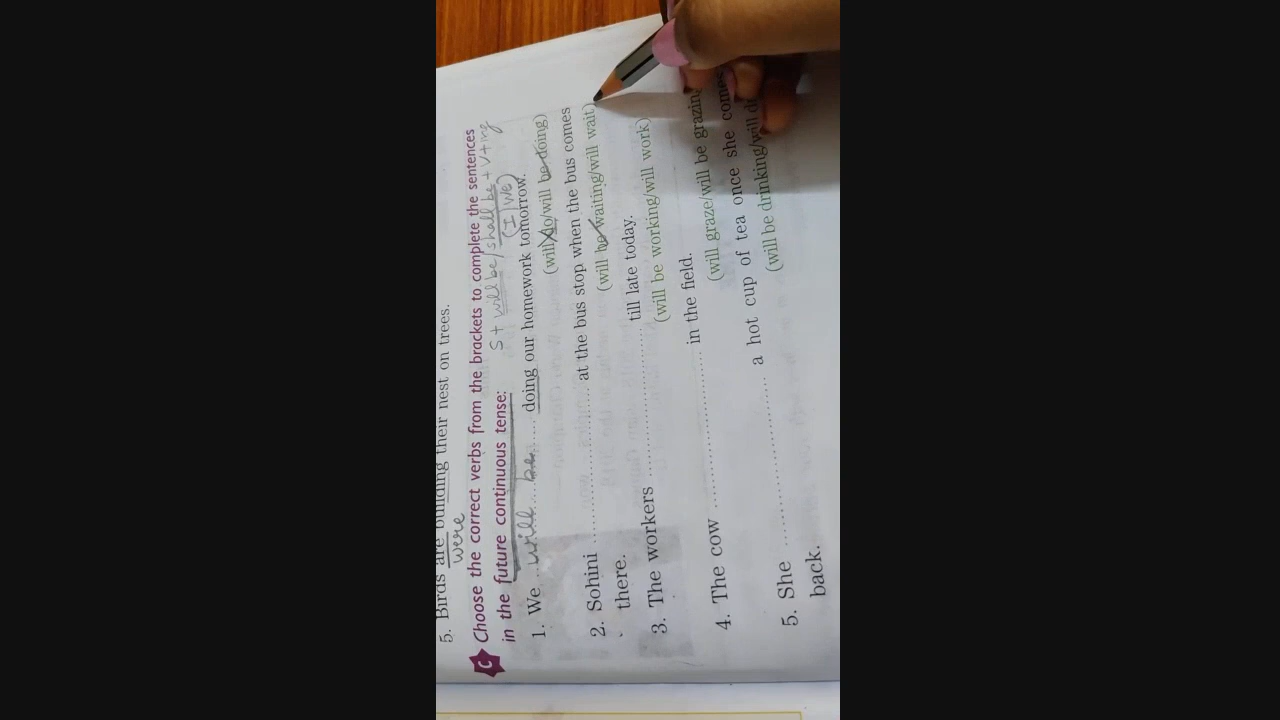 5. Birds are building their nest on trees.
were
C Choose the correct verbs from the brackets to complete the sentences
in the future continuous tense: S + will be/shall be + V+ing
(I/We)
1. We will be doing our homework tomorrow.
(will do/will be doing)
2. Sohini .................... at the bus stop when the bus comes
there. (will be waiting/will wait)
3. The workers .................... till late today.
(will be working/will work)
4. The cow .................... in the field.
(will graze/will be grazing
5. She .................... a hot cup of tea once she comes
back. (will be drinking/will